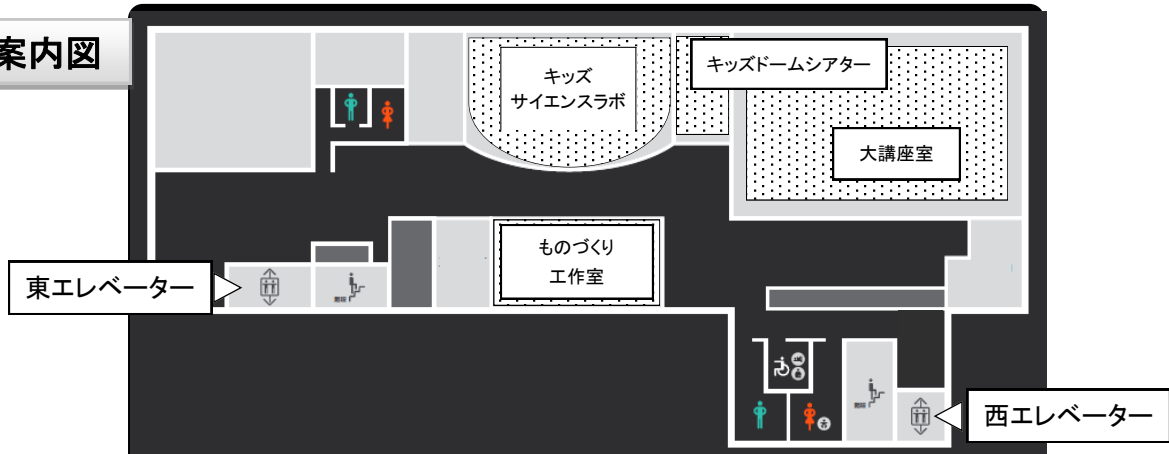 案内図
キッズ
サイエンスラボ
キッズドームシアター
大講座室
ものづくり
工作室
東エレベーター
西エレベーター